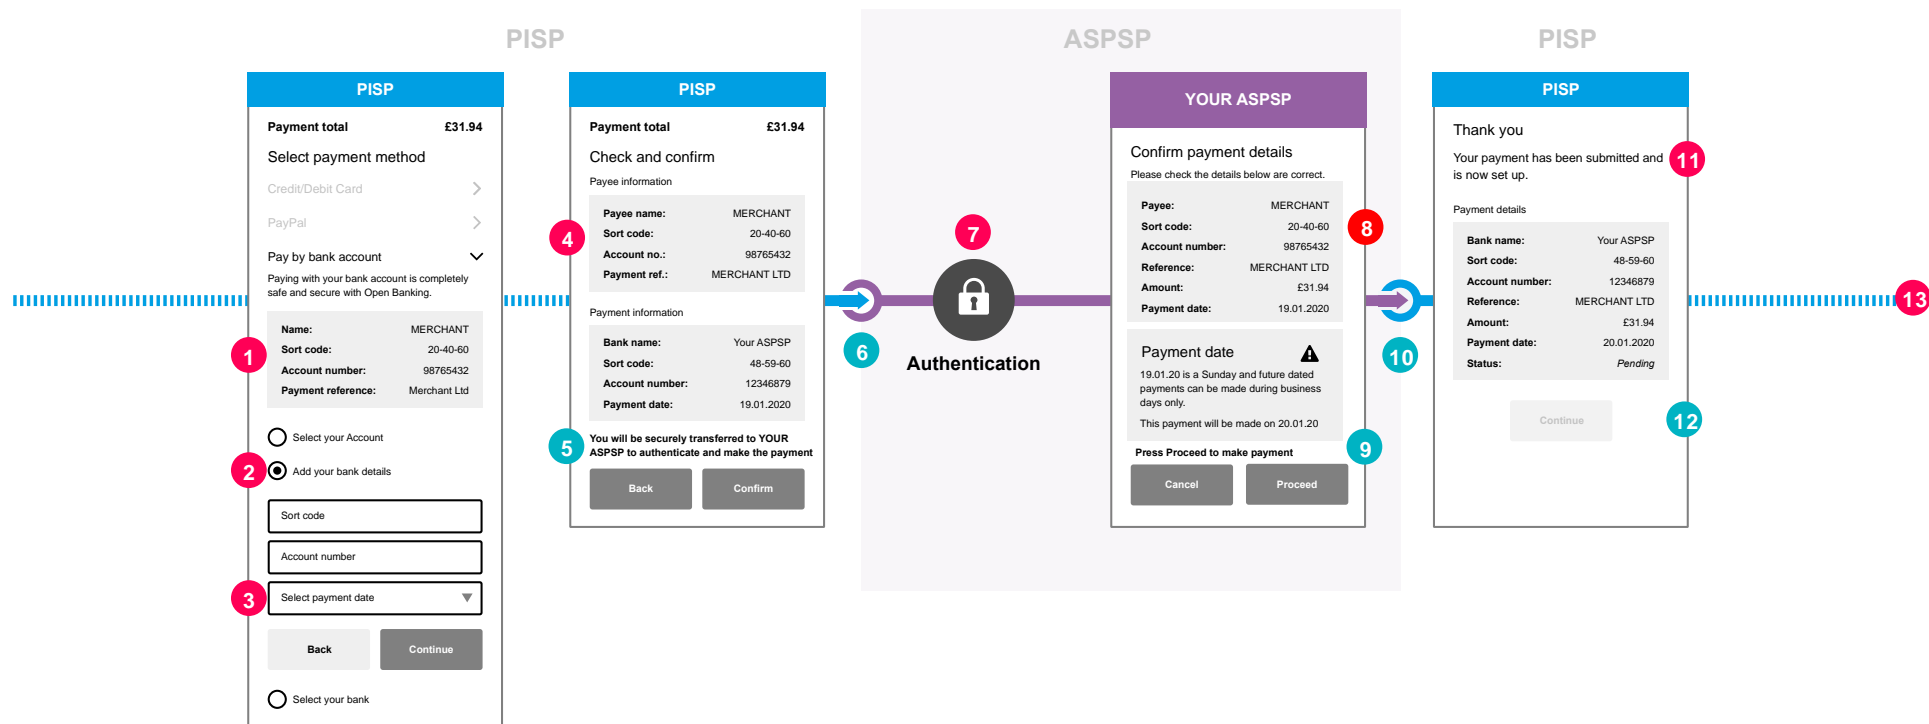 PISP
ASPSP
PISP
PISP
Payment total £31.94
Select payment method
Credit/Debit Card
PayPal
Pay by bank account
Paying with your bank account is completely
safe and secure with Open Banking.
Name: MERCHANT
1
Sort code: 20-40-60
Account number: 98765432
Payment reference: Merchant Ltd
Select your Account
2
Add your bank details
Sort code
Account number
3
Select payment date
Back Continue
Select your bank
PISP
Payment total £31.94
Check and confirm
Payee information
Payee name: MERCHANT
4
Sort code: 20-40-60
Account no.: 98765432
Payment ref.: MERCHANT LTD
Payment information
Bank name: Your ASPSP
Sort code: 48-59-60
Account number: 12346879
Payment date: 19.01.2020
5
You will be securely transferred to YOUR
ASPSP to authenticate and make the payment
Back Confirm
6
7
Authentication
YOUR ASPSP
Confirm payment details
Please check the details below are correct.
Payee: MERCHANT
Sort code: 20-40-60
8
Account number: 98765432
Reference: MERCHANT LTD
Amount: £31.94
Payment date: 19.01.2020
Payment date
19.01.20 is a Sunday and future dated
payments can be made during business
days only.
This payment will be made on 20.01.20
9
Press Proceed to make payment
Cancel Proceed
10
PISP
Thank you
Your payment has been submitted and
is now set up.
11
Payment details
Bank name: Your ASPSP
Sort code: 48-59-60
Account number: 12346879
Reference: MERCHANT LTD
Amount: £31.94
Payment date: 20.01.2020
Status: Pending
Continue
12
13